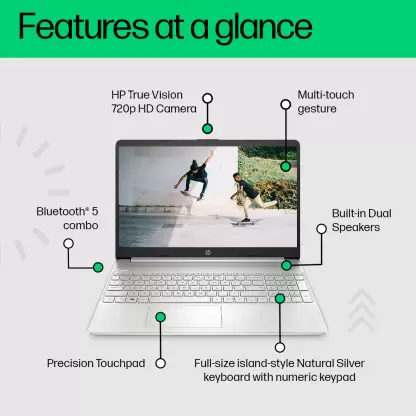 Features at a glance
HP True Vision
720p HD Camera
Multi-touch
gesture
Bluetooth® 5
combo
Built-in Dual
Speakers
hp
Precision Touchpad
Full-size island-style Natural Silver
keyboard with numeric keypad